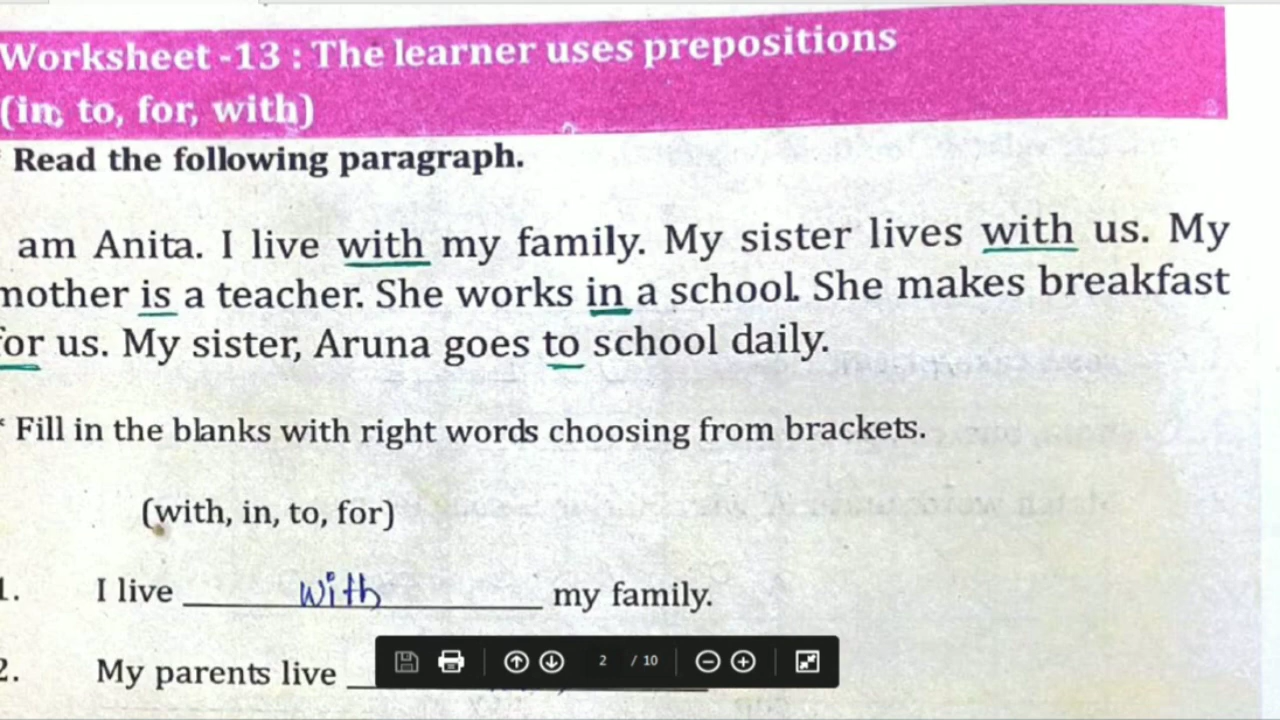 Worksheet -13 : The learner uses prepositions
(in, to, for, with)
Read the following paragraph.
am Anita. I live with my family. My sister lives with us. My
mother is a teacher. She works in a school. She makes breakfast
for us. My sister, Aruna goes to school daily.
* Fill in the blanks with right words choosing from brackets.
(with, in, to, for)
1. I live with my family.
2. My parents live
2 / 10